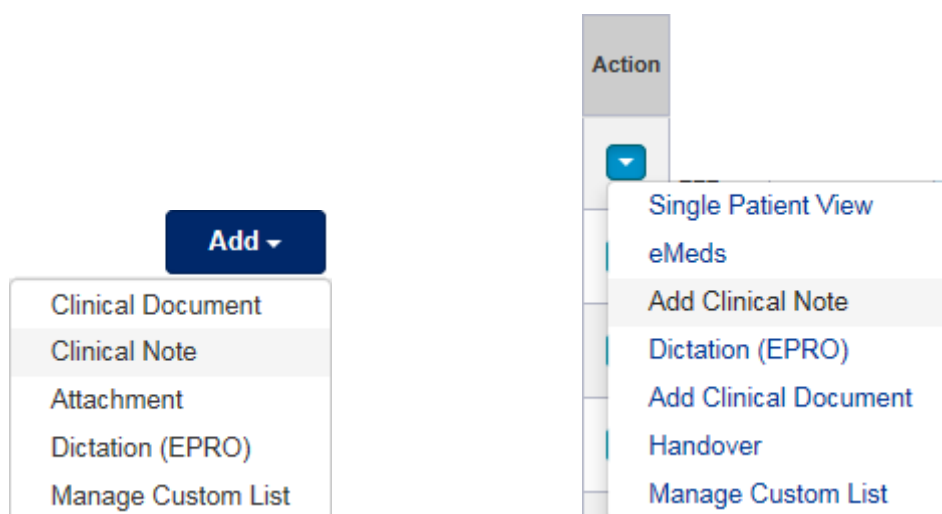 Add
Clinical Document
Clinical Note
Attachment
Dictation (EPRO)
Manage Custom List
Action
Single Patient View
eMeds
Add Clinical Note
Dictation (EPRO)
Add Clinical Document
Handover
Manage Custom List